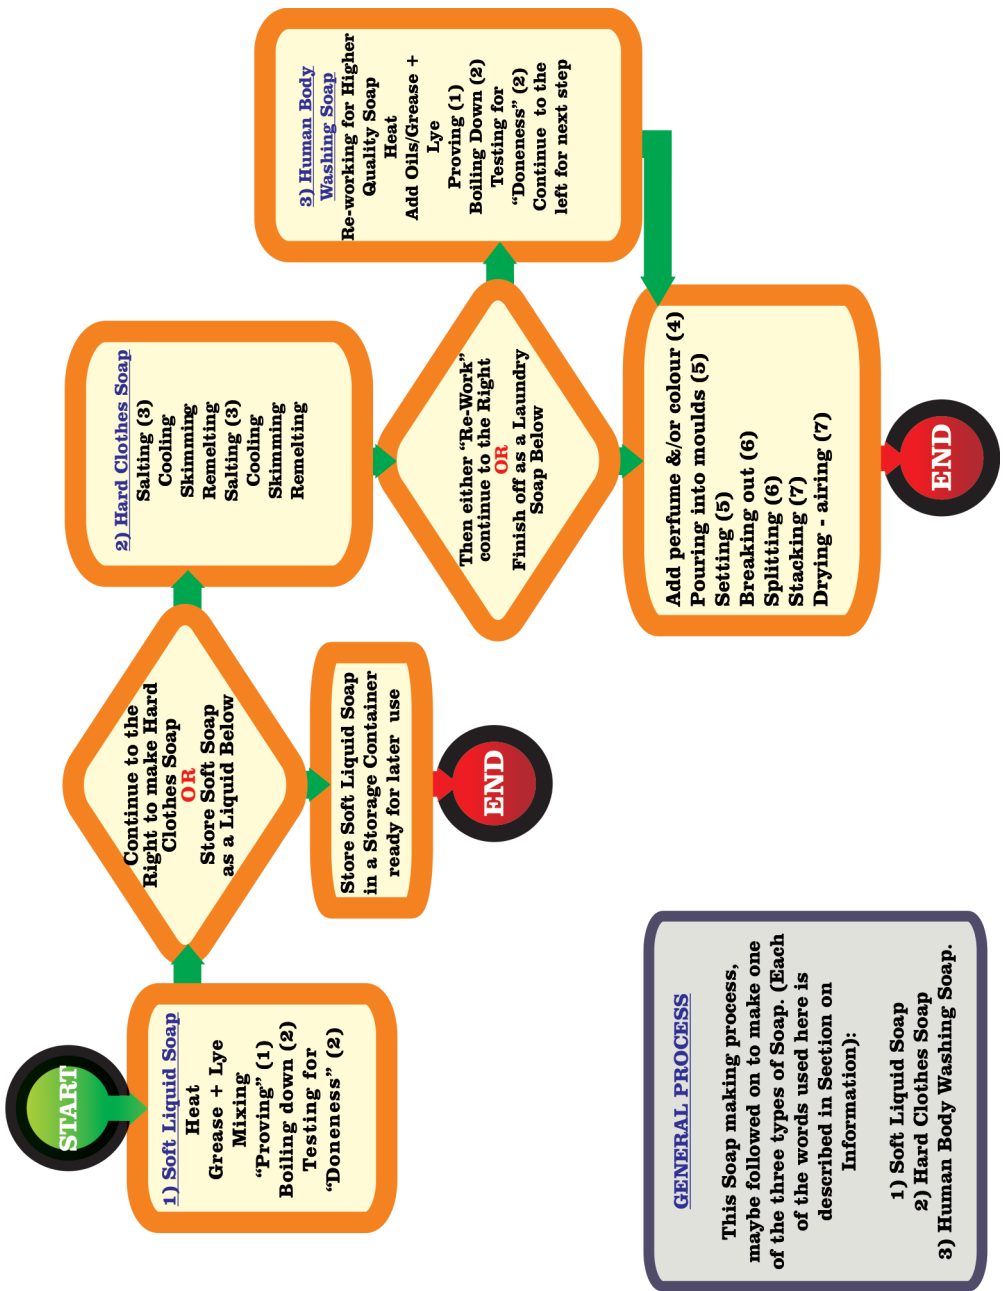 START
1) Soft Liquid Soap
Heat
Grease + Lye
Mixing
“Proving” (1)
Boiling down (2)
Testing for
“Doneness” (2)
Continue to the
Right to make Hard
Clothes Soap
OR
Store Soft Soap
as a Liquid Below
Store Soft Liquid Soap
in a Storage Container
ready for later use
END
2) Hard Clothes Soap
Salting (3)
Cooling
Skimming
Remelting
Salting (3)
Cooling
Skimming
Remelting
Then either “Re-Work”
continue to the Right
OR
Finish off as a Laundry
Soap Below
3) Human Body
Washing Soap
Re-working for Higher
Quality Soap
Heat
Add Oils/Grease +
Lye
Proving (1)
Boiling Down (2)
Testing for
“Doneness” (2)
Continue to the
left for next step
Add perfume &/or colour (4)
Pouring into moulds (5)
Setting (5)
Breaking out (6)
Splitting (6)
Stacking (7)
Drying - airing (7)
END
GENERAL PROCESS
This Soap making process,
maybe followed on to make one
of the three types of Soap. (Each
of the words used here is
described in Section on
Information):
1) Soft Liquid Soap
2) Hard Clothes Soap
3) Human Body Washing Soap.